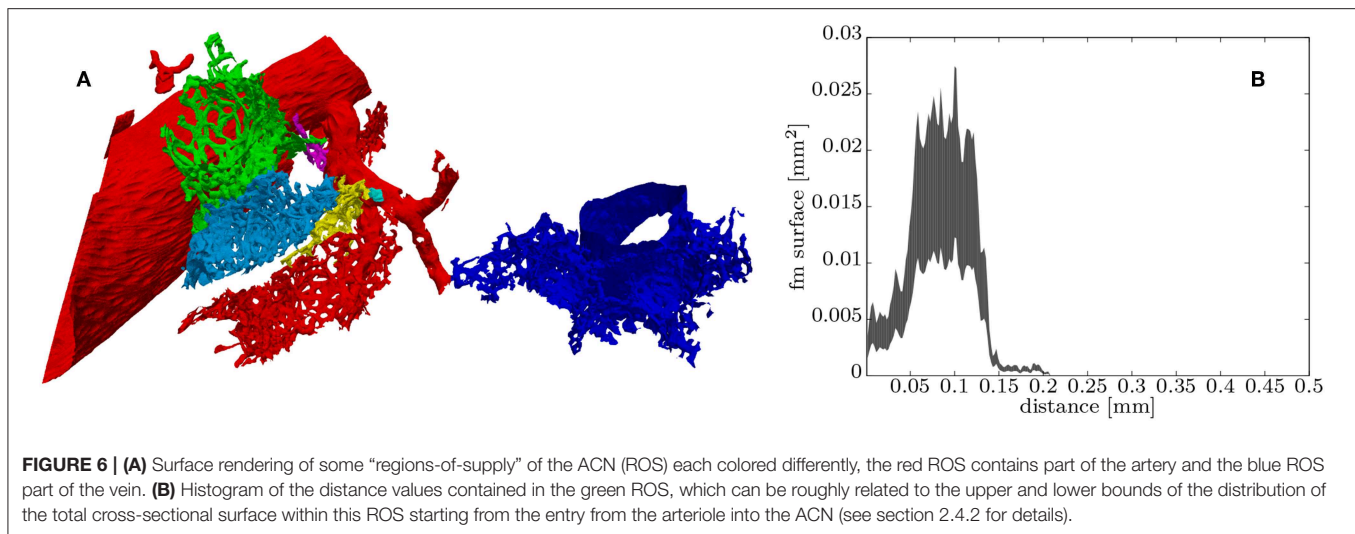 A
B
0.03
0.025
0.02
0.015
0.01
0.005
0
fm surface [mm²]
0.05 0.1 0.15 0.2 0.25 0.3 0.35 0.4 0.45 0.5
distance [mm]
FIGURE 6 | (A) Surface rendering of some “regions-of-supply” of the ACN (ROS) each colored differently, the red ROS contains part of the artery and the blue ROS
part of the vein. (B) Histogram of the distance values contained in the green ROS, which can be roughly related to the upper and lower bounds of the distribution of
the total cross-sectional surface within this ROS starting from the entry from the arteriole into the ACN (see section 2.4.2 for details).